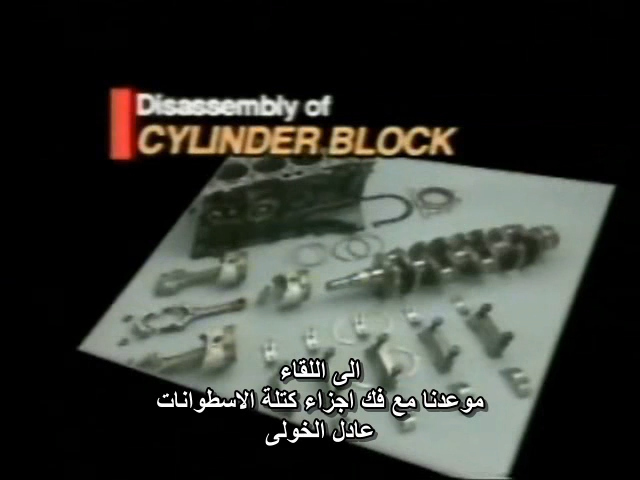 Disassembly of
CYLINDER BLOCK
الى اللقاء
موعدنا مع فك اجزاء كتلة الاسطوانات
عادل الخولى